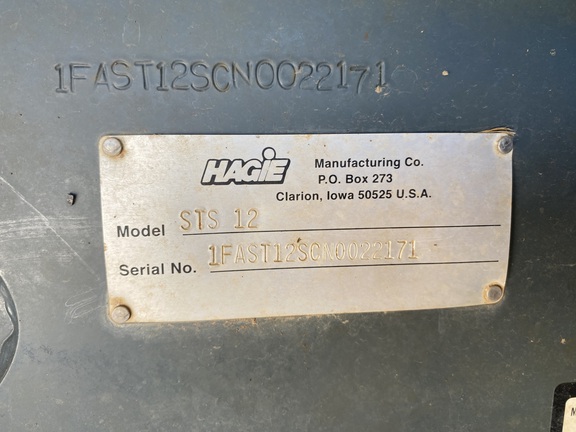 1FAST12SCN0022171
HAGIE Manufacturing Co.
P.O. Box 273
Clarion, Iowa 50525 U.S.A.
Model STS 12
Serial No. 1FAST12SCN0022171
M